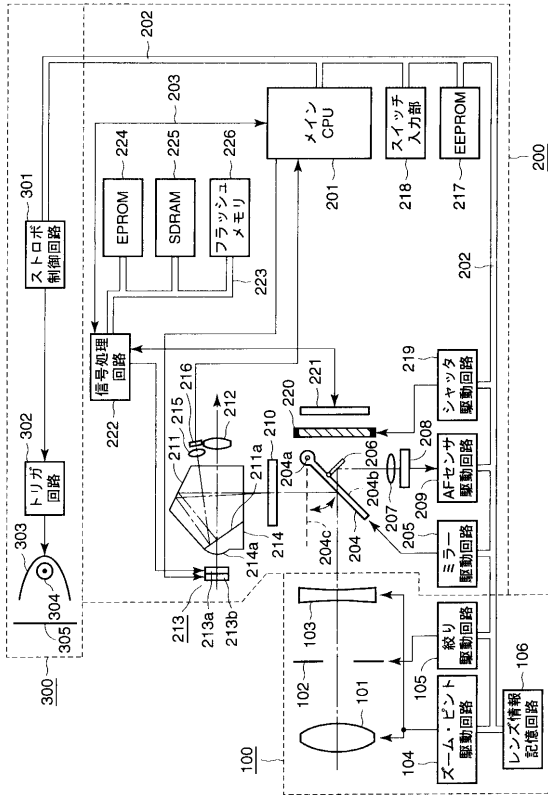 202
203
301
ストロボ
制御回路
302
トリガ
回路
303
304
305
300
224
EPROM
225
SDRAM
226
フラッシュ
メモリ
223
信号処理
回路
222
メイン
CPU
201
スイッチ
入力部
218
EEPROM
217
200
202
216
215
211
212
211a
214
214a
213
213a
213b
210
221
220
204a
206
204b
204
204c
207
208
219
シャッタ
駆動回路
AFセンサ
駆動回路
209
ミラー
駆動回路
205
103
102
101
100
絞り
駆動回路
105
ズーム・ピント
駆動回路
104
レンズ情報
記憶回路
106